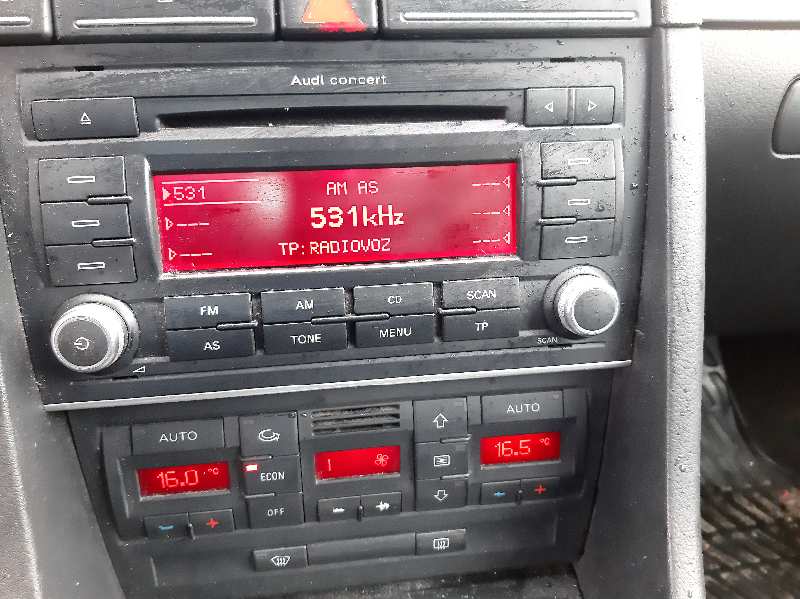 Audi concert
531
AM AS
---
---
531kHz
---
---
TP:RADIOVOZ
---
FM
AM
CD
SCAN
AS
TONE
MENU
TP
SCAN
AUTO
AUTO
16.0 °C
ECON
1
16.5 °C
OFF